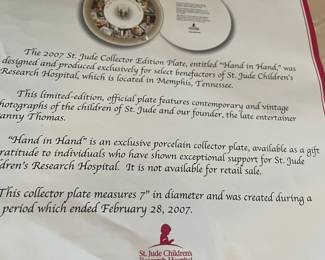 The 2007 St. Jude Collector Edition Plate, entitled "Hand in Hand," was
designed and produced exclusively for select benefactors of St. Jude Children's
Research Hospital, which is located in Memphis, Tennessee.
This limited-edition, official plate features contemporary and vintage
photographs of the children of St. Jude and our founder, the late entertainer
anny Thomas.
"Hand in Hand" is an exclusive porcelain collector plate, available as a gift
ratitude to individuals who have shown exceptional support for St. Jude
dren's Research Hospital. It is not available for retail sale.
This collector plate measures 7" in diameter and was created during a
period which ended February 28, 2007.
St. Jude Children's
Research Hospital